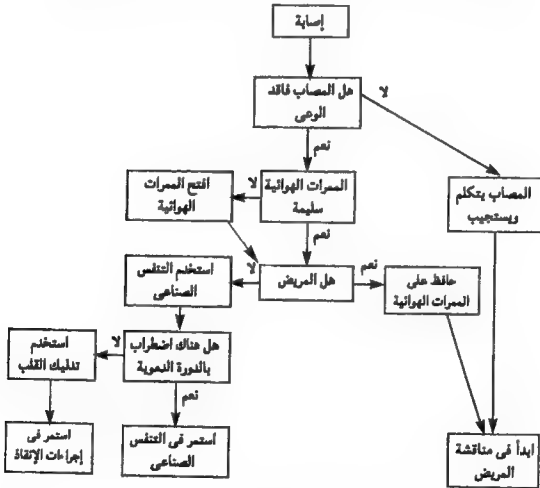 إصابة
هل المصاب فاقد
الوعى
لا
نعم
الممرات الهوائية
سليمة
لا
افتح الممرات
الهوائية
المصاب يتكلم
ويستجيب
نعم
هل المريض
نعم
حافظ على
الممرات الهوائية
لا
استخدم التنفس
الصناعى
هل هناك اضطراب
بالدورة الدموية
لا
استخدم
تدليك القلب
نعم
استمر فى التنفس
الصناعى
استمر فى
إجراءات الإنقاذ
ابدأ فى مناقشة
المريض